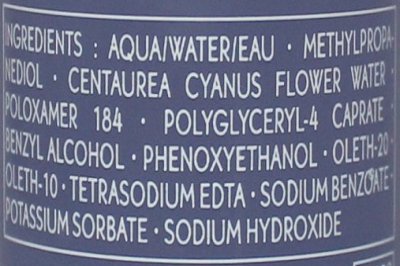 INGREDIENTS : AQUA/WATER/EAU · METHYLPROPA-
NEDIOL · CENTAUREA CYANUS FLOWER WATER ·
POLOXAMER 184 · POLYGLYCERYL-4 CAPRATE ·
BENZYL ALCOHOL · PHENOXYETHANOL · OLETH-20 ·
OLETH-10 · TETRASODIUM EDTA · SODIUM BENZOATE ·
POTASSIUM SORBATE · SODIUM HYDROXIDE